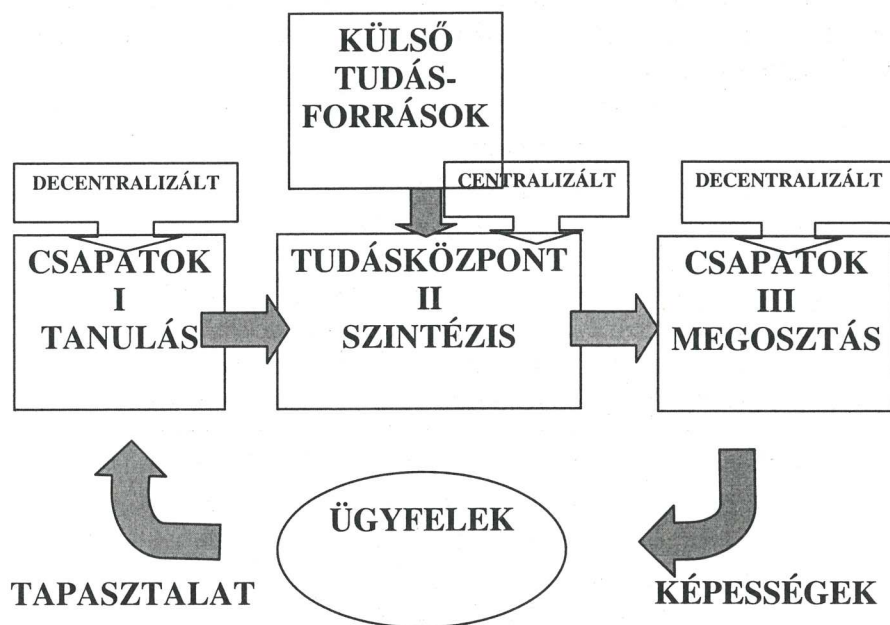 KÜLSŐ
TUDÁS-
FORRÁSOK
DECENTRALIZÁLT
CENTRALIZÁLT
DECENTRALIZÁLT
CSAPATOK
I
TANULÁS
TUDÁSKÖZPONT
II
SZINTÉZIS
CSAPATOK
III
MEGOSZTÁS
ÜGYFELEK
TAPASZTALAT
KÉPESSÉGEK